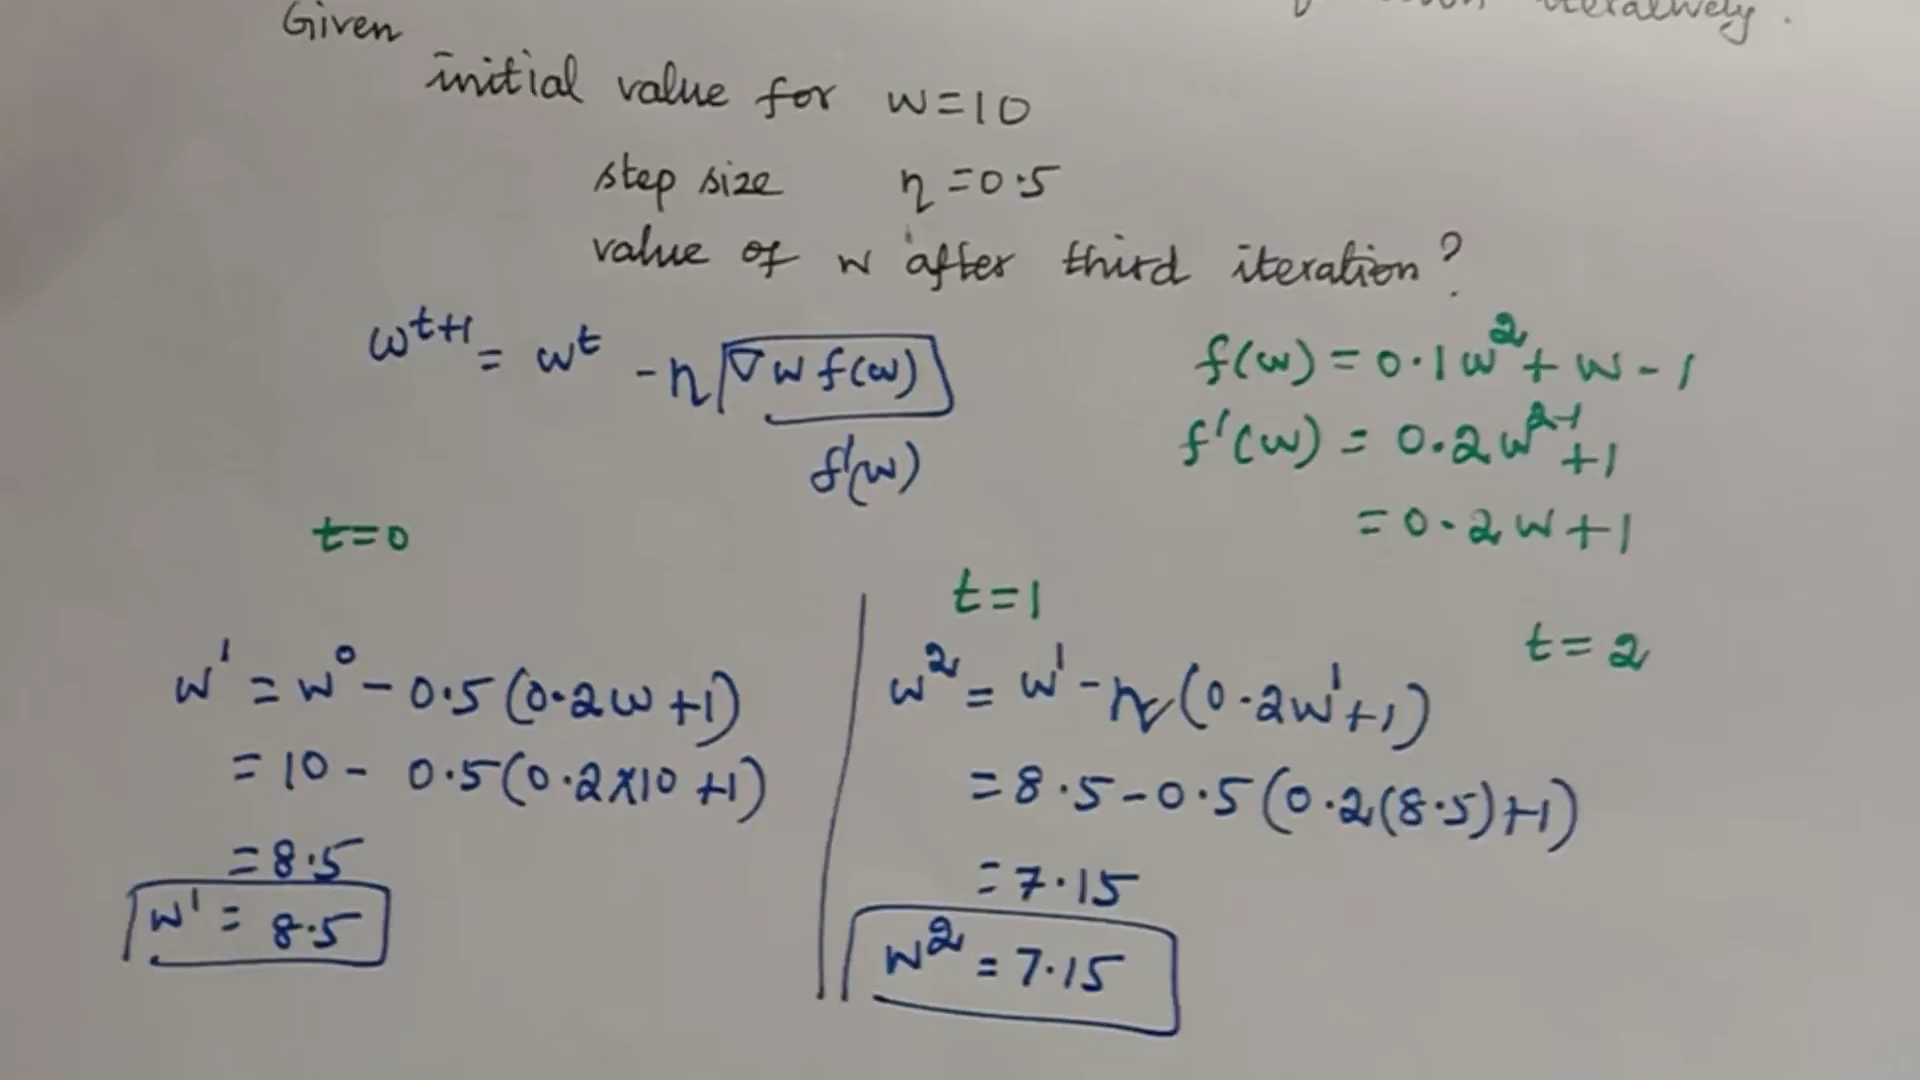 iteratively.
Given
initial value for w=10
step size η=0.5
value of w after third iteration?
w^{t+1} = w^t - η ∇w f(w)
f'(w)
f(w) = 0.1w^2 + w - 1
f'(w) = 0.2w^{2-1} + 1
= 0.2w + 1
t=0
w^1 = w^0 - 0.5(0.2w+1)
= 10 - 0.5(0.2×10+1)
= 8.5
w^1 = 8.5
t=1
w^2 = w^1 - η(0.2w^1+1)
= 8.5 - 0.5(0.2(8.5)+1)
= 7.15
w^2 = 7.15
t=2